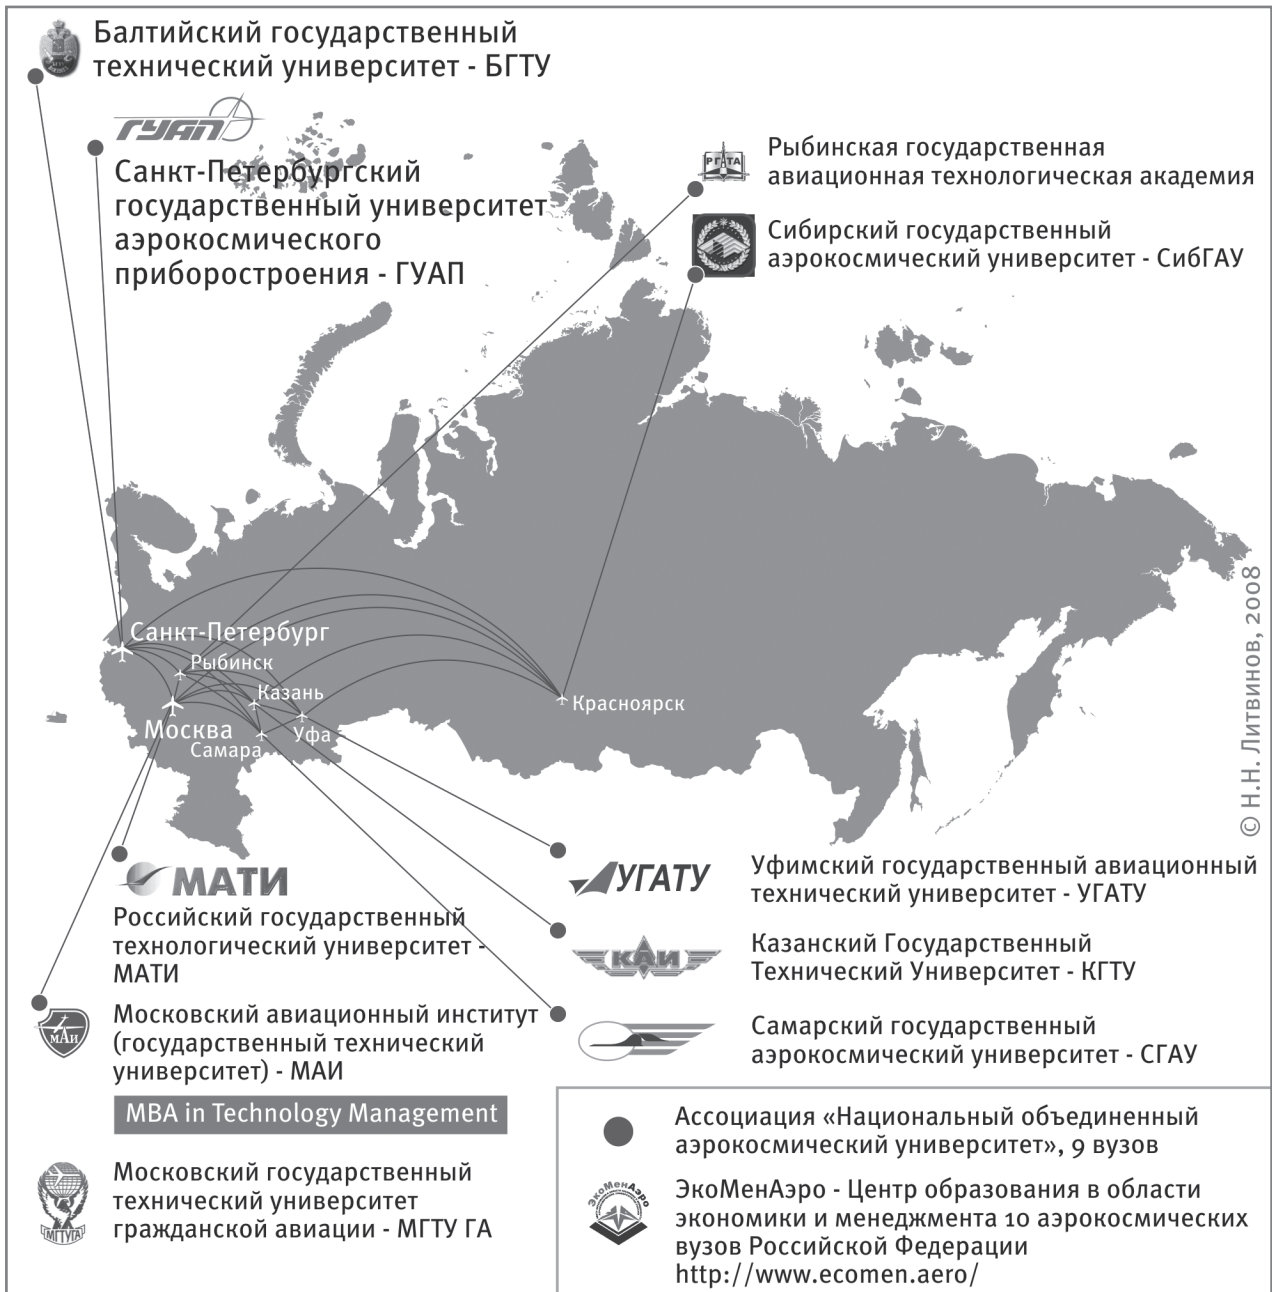 Балтийский государственный
технический университет - БГТУ
ГУАП
Санкт-Петербургский
государственный университет
аэрокосмического
приборостроения - ГУАП
РГТА
Рыбинская государственная
авиационная технологическая академия
Сибирский государственный
аэрокосмический университет - СибГАУ
© Н.Н. Литвинов, 2008
Санкт-Петербург
Рыбинск
Казань
Москва
Самара
Уфа
Красноярск
МАТИ
Российский государственный
технологический университет -
МАТИ
МАИ
Московский авиационный институт
(государственный технический
университет) - МАИ
MBA in Technology Management
МГТУГА
Московский государственный
технический университет
гражданской авиации - МГТУ ГА
УГАТУ
Уфимский государственный авиационный
технический университет - УГАТУ
КАИ
Казанский Государственный
Технический Университет - КГТУ
Самарский государственный
аэрокосмический университет - СГАУ
Ассоциация «Национальный объединенный
аэрокосмический университет», 9 вузов
ЭкоМенАэро
ЭкоМенАэро - Центр образования в области
экономики и менеджмента 10 аэрокосмических
вузов Российской Федерации
http://www.ecomen.aero/